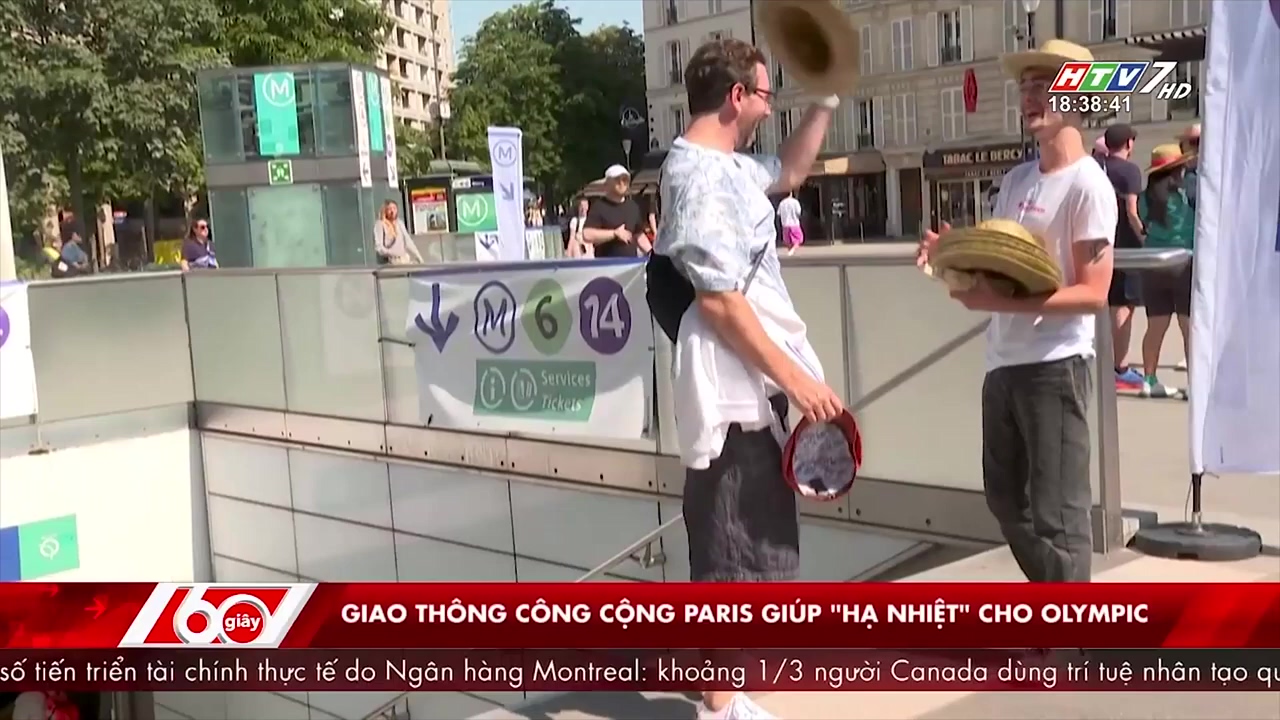 HTV7 HD
18:38:41
TABAC LE BERCY
M
M
M
M 6 14
i Services
Tickets
60 giây
GIAO THÔNG CÔNG CỘNG PARIS GIÚP "HẠ NHIỆT" CHO OLYMPIC
số tiến triển tài chính thực tế do Ngân hàng Montreal: khoảng 1/3 người Canada dùng trí tuệ nhân tạo qu